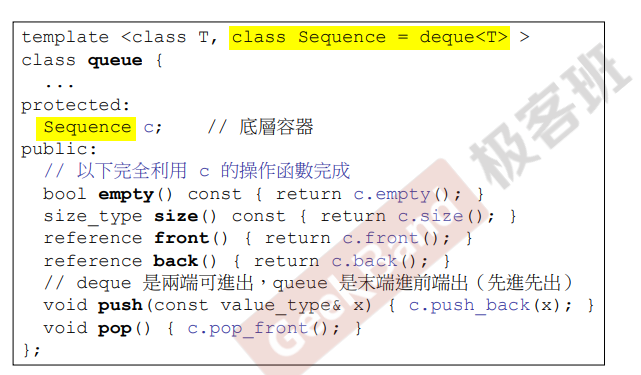 template <class T, class Sequence = deque<T> >
class queue {
  ...
protected:
  Sequence c;    // 底層容器
public:
  // 以下完全利用 c 的操作函數完成
  bool empty() const { return c.empty(); }
  size_type size() const { return c.size(); }
  reference front() { return c.front(); }
  reference back() { return c.back(); }
  // deque 是兩端可進出，queue 是末端進前端出（先進先出）
  void push(const value_type& x) { c.push_back(x); }
  void pop() { c.pop_front(); }
};
GeekBang 极客班